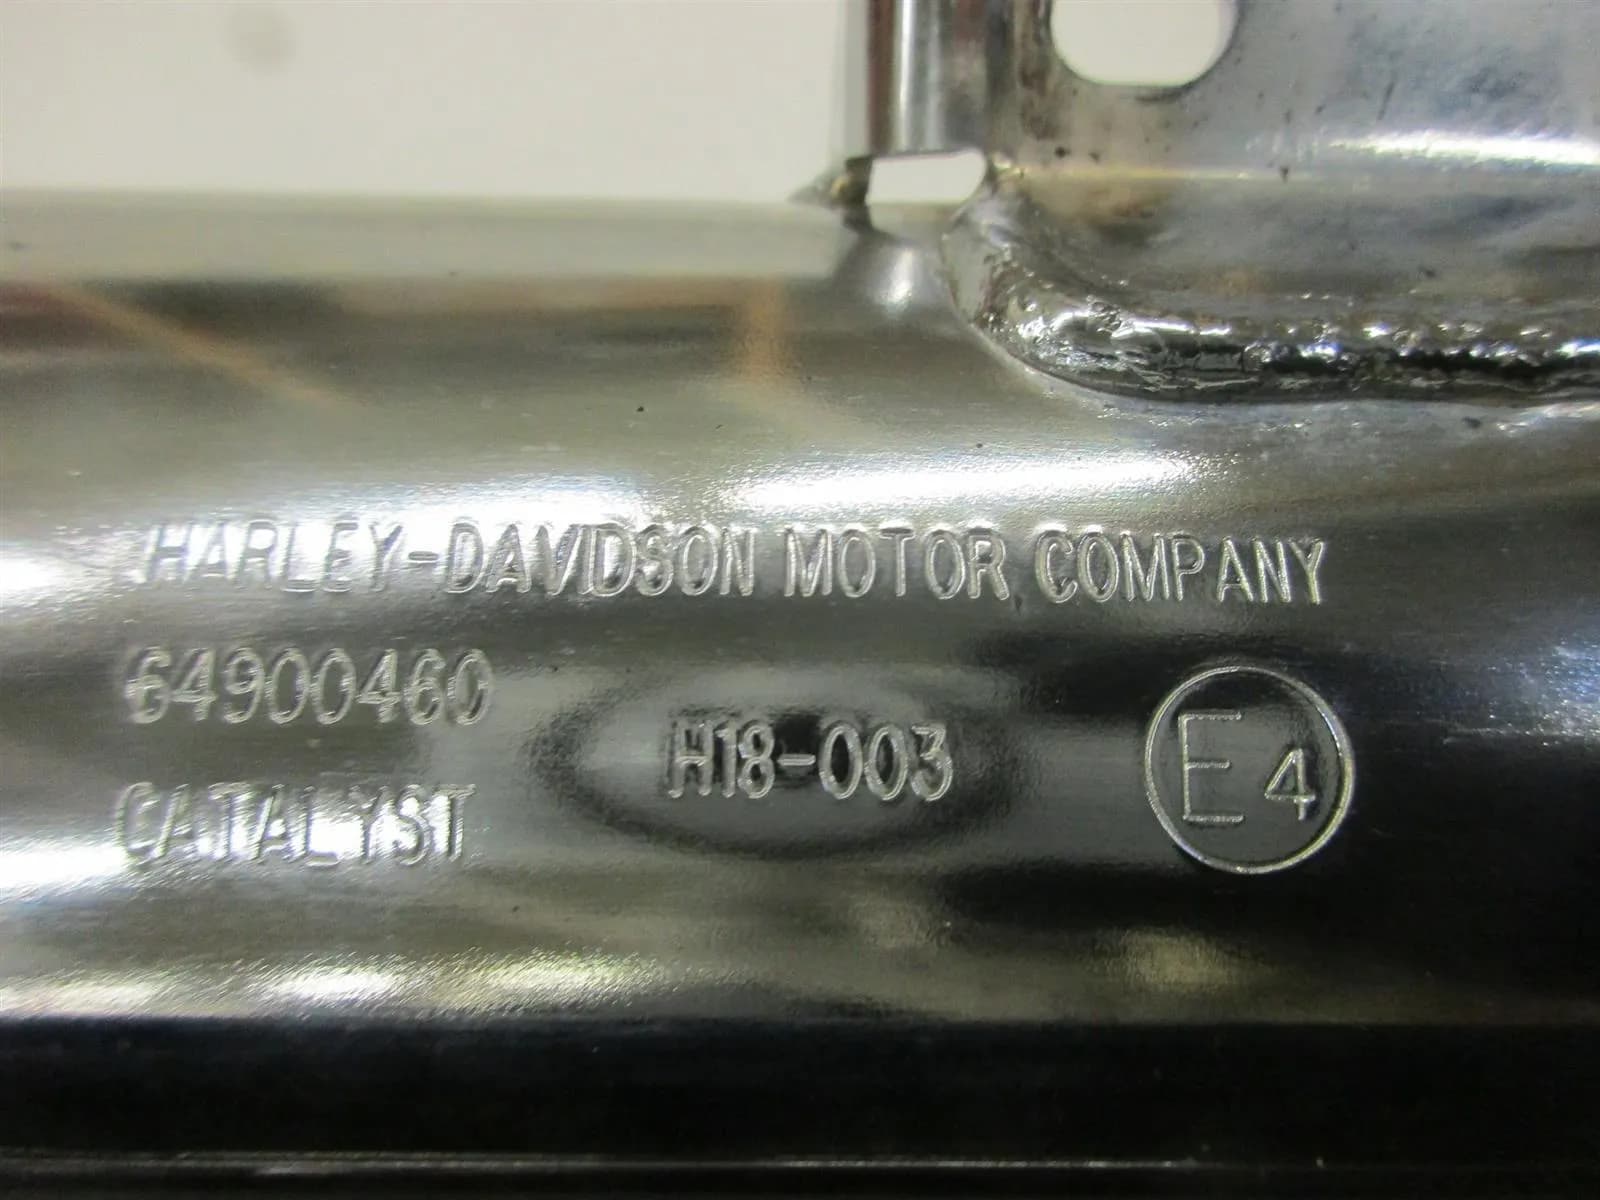 HARLEY-DAVIDSON MOTOR COMPANY
64900460
H18-003
E4
CATALYST